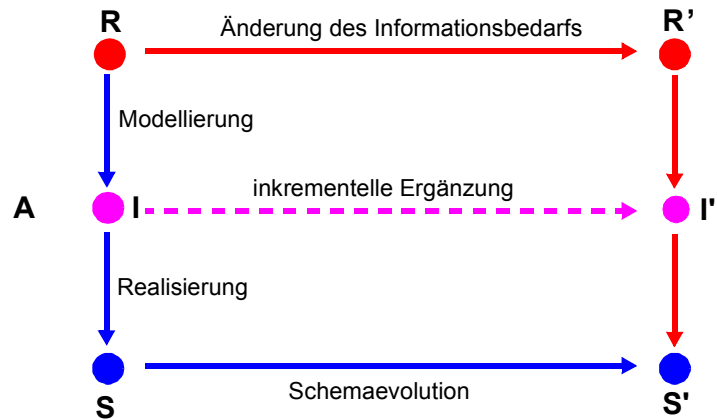 R
Änderung des Informationsbedarfs
R’
Modellierung
inkrementelle Ergänzung
A
I
I'
Realisierung
Schemaevolution
S
S'